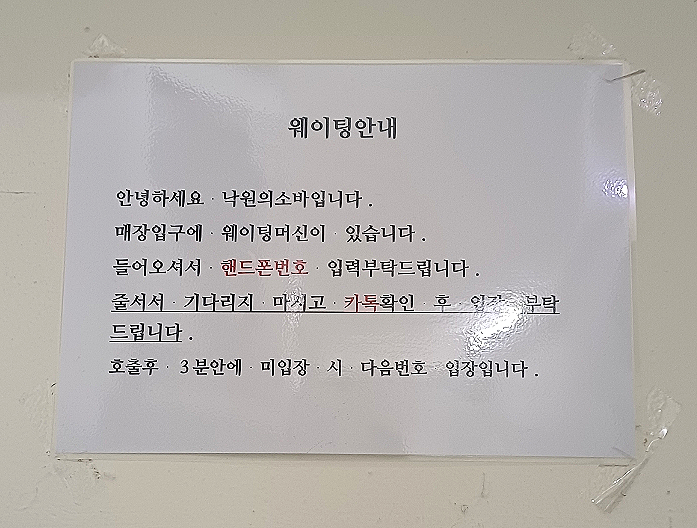 웨이팅안내
안녕하세요 낙원의소바입니다.
매장입구에 웨이팅머신이 있습니다.
들어오셔서 핸드폰번호 입력부탁드립니다.
줄서서 기다리지 마시고 카톡확인 후 입장 부탁
드립니다.
호출후 3분안에 미입장 시 다음번호 입장입니다.